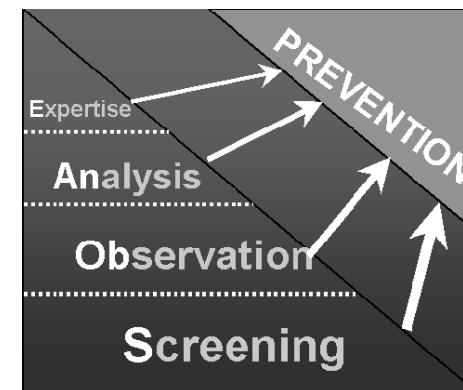 PREVENTION
Expertise
Analysis
Observation
Screening